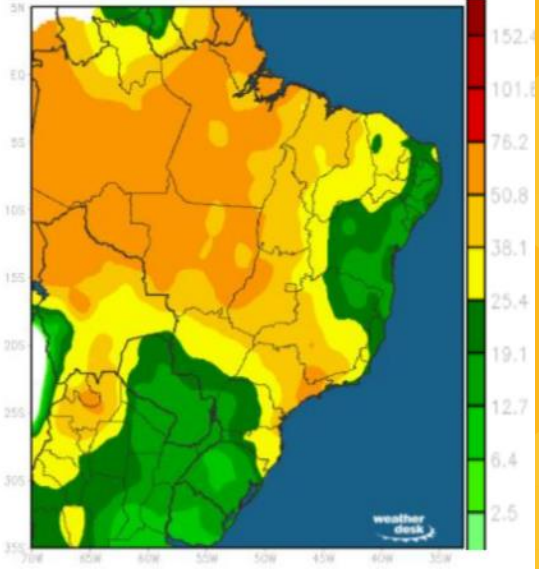 5N
EQ
5S
10S
15S
20S
25S
30S
35S
70W 65W 60W 55W 50W 45W 40W 35W
152.4
101.6
76.2
50.8
38.1
25.4
19.1
12.7
6.4
2.5
weather
desk